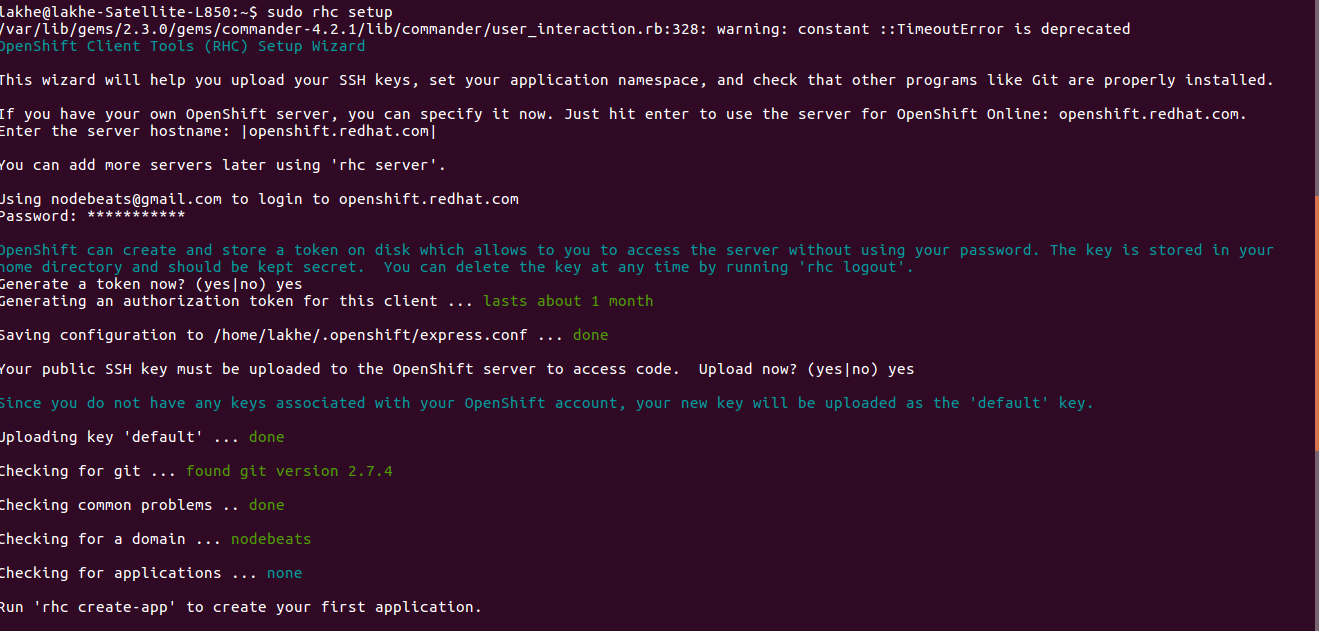 lakhe@lakhe-Satellite-L850:~$ sudo rhc setup
/var/lib/gems/2.3.0/gems/commander-4.2.1/lib/commander/user_interaction.rb:328: warning: constant ::TimeoutError is deprecated
OpenShift Client Tools (RHC) Setup Wizard
This wizard will help you upload your SSH keys, set your application namespace, and check that other programs like Git are properly installed.
If you have your own OpenShift server, you can specify it now. Just hit enter to use the server for OpenShift Online: openshift.redhat.com.
Enter the server hostname: |openshift.redhat.com|
You can add more servers later using 'rhc server'.
Using nodebeats@gmail.com to login to openshift.redhat.com
Password: ***********
OpenShift can create and store a token on disk which allows to you to access the server without using your password. The key is stored in your
home directory and should be kept secret.  You can delete the key at any time by running 'rhc logout'.
Generate a token now? (yes|no) yes
Generating an authorization token for this client ... lasts about 1 month
Saving configuration to /home/lakhe/.openshift/express.conf ... done
Your public SSH key must be uploaded to the OpenShift server to access code.  Upload now? (yes|no) yes
Since you do not have any keys associated with your OpenShift account, your new key will be uploaded as the 'default' key.
Uploading key 'default' ... done
Checking for git ... found git version 2.7.4
Checking common problems .. done
Checking for a domain ... nodebeats
Checking for applications ... none
Run 'rhc create-app' to create your first application.